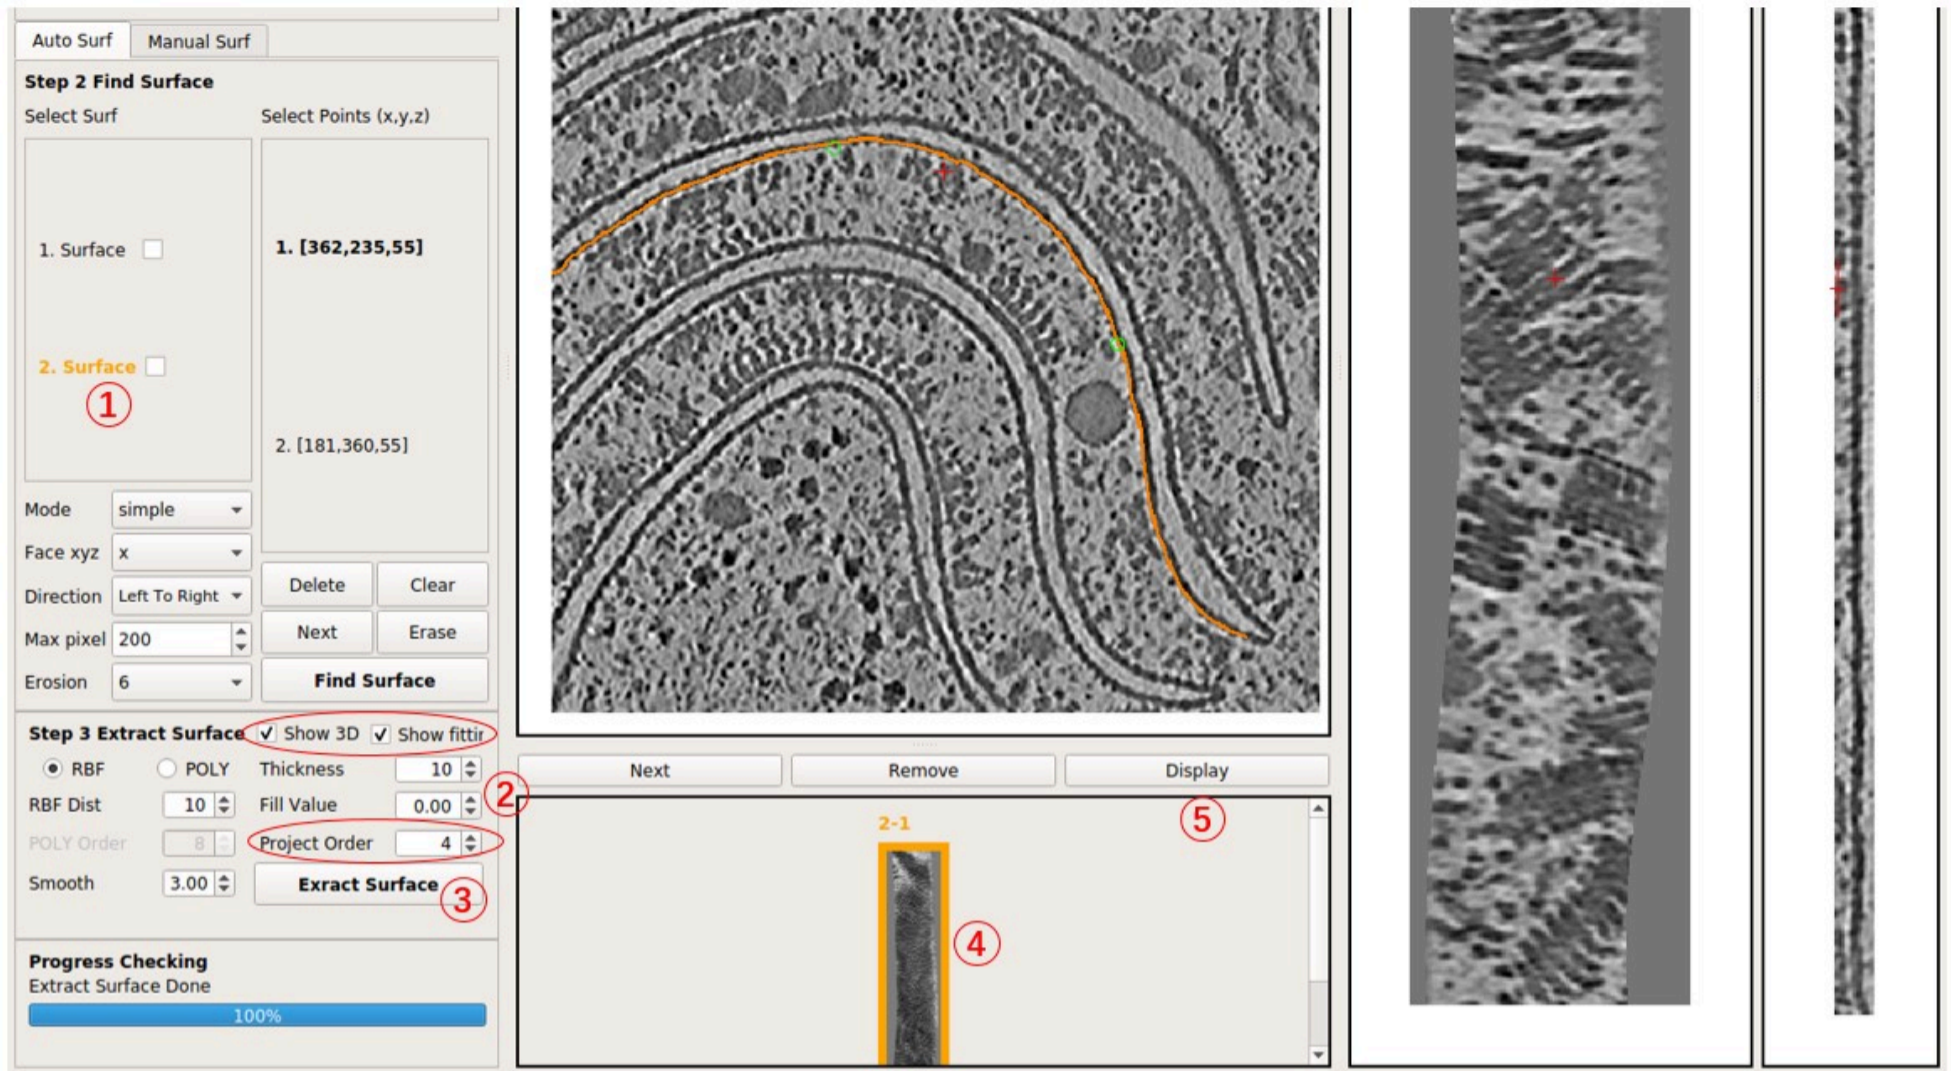 Auto Surf Manual Surf
Step 2 Find Surface
Select Surf Select Points (x,y,z)
1. Surface 1. [362,235,55]
2. Surface
①
2. [181,360,55]
Mode simple
Face xyz x
Direction Left To Right Delete Clear
Max pixel 200 Next Erase
Erosion 6 Find Surface
Step 3 Extract Surface Show 3D Show fittir
RBF POLY Thickness 10
②
RBF Dist 10 Fill Value 0.00
POLY Order 8 Project Order 4
Smooth 3.00 Exract Surface
③
Progress Checking
Extract Surface Done
100%
Next Remove Display
⑤
2-1
④